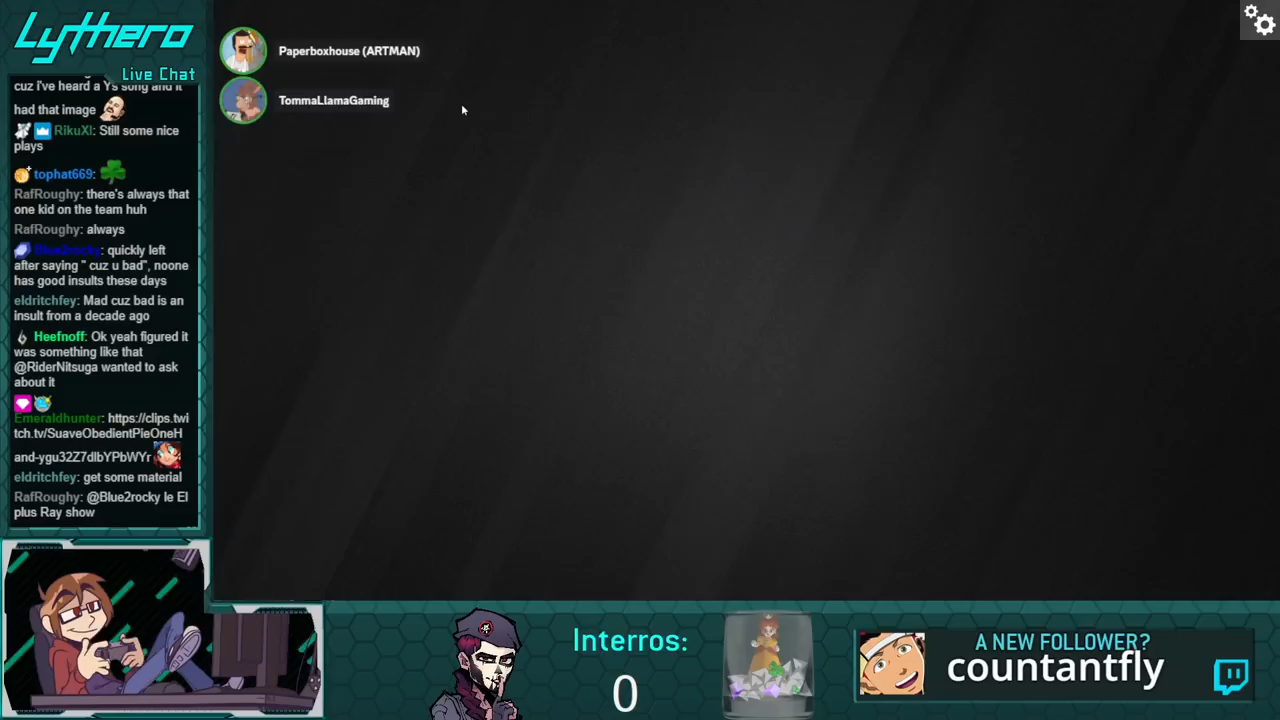 Lythero
Live Chat
cuz I've heard a Ys song and it
had that image
RikuXI: Still some nice
plays
tophat669:
RafRoughy: there's always that
one kid on the team huh
RafRoughy: always
Blue2rocky: quickly left
after saying " cuz u bad", noone
has good insults these days
eldritchfey: Mad cuz bad is an
insult from a decade ago
Heefnoff: Ok yeah figured it
was something like that
@RiderNItsuga wanted to ask
about it
Emeraldhunter: https://clips.twi
tch.tv/SuaveObedientPieOneH
and-ygu32Z7dlbYPbWYr
eldritchfey: get some material
RafRoughy: @Blue2rocky le El
plus Ray show
Paperboxhouse (ARTMAN)
TommaLlamaGaming
Interros:
0
A NEW FOLLOWER?
countantfly